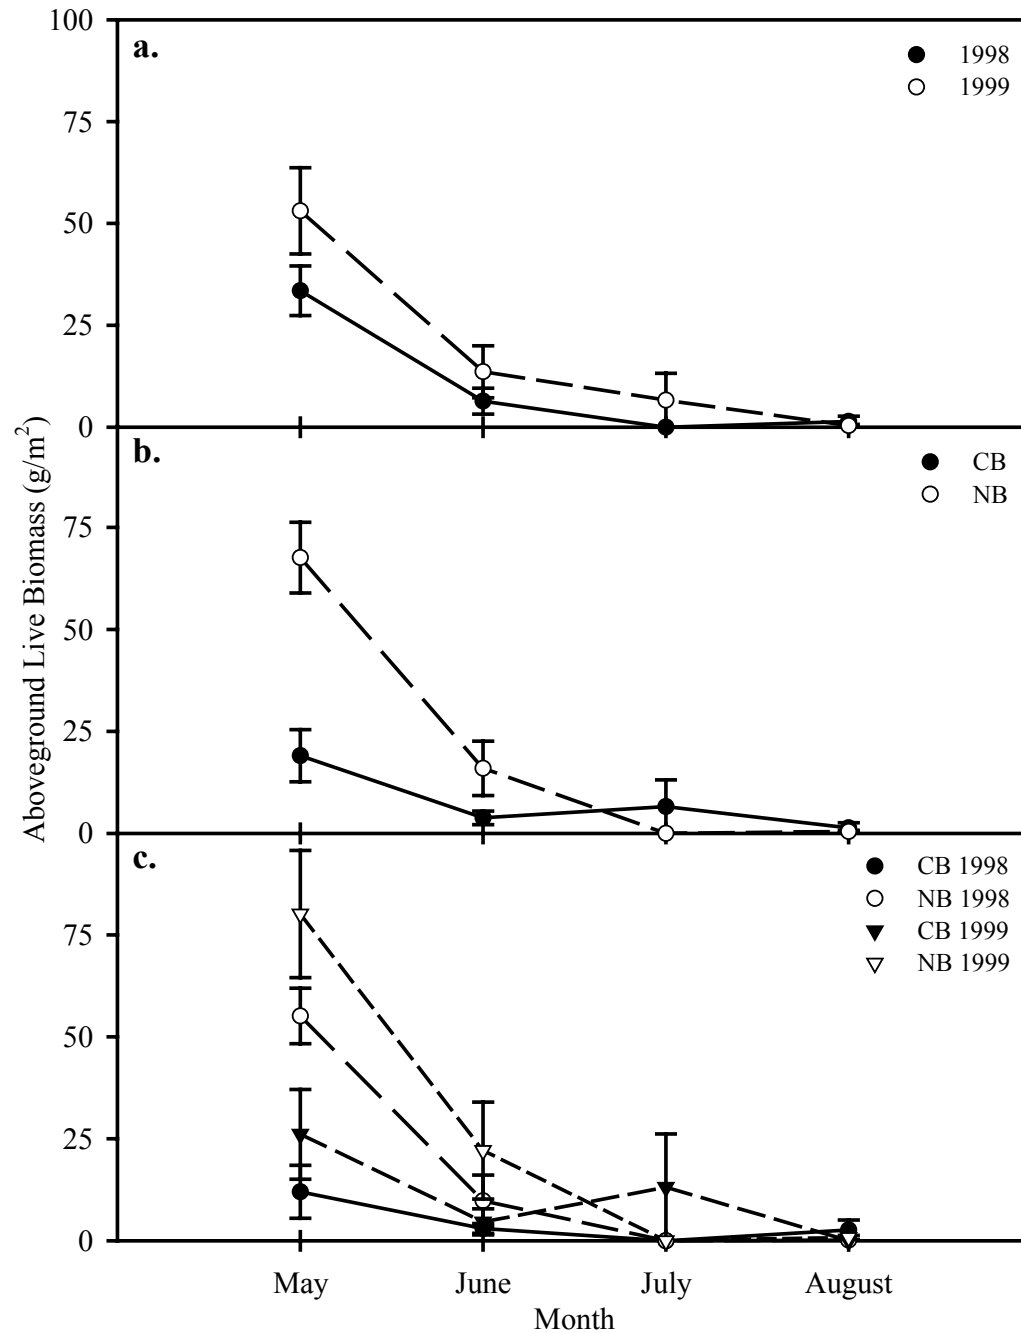 100
a.
1998
1999
75
50
25
0
b.
CB
NB
75
50
25
0
c.
CB 1998
NB 1998
CB 1999
NB 1999
75
50
25
0
Aboveground Live Biomass (g/m²)
May June July August
Month